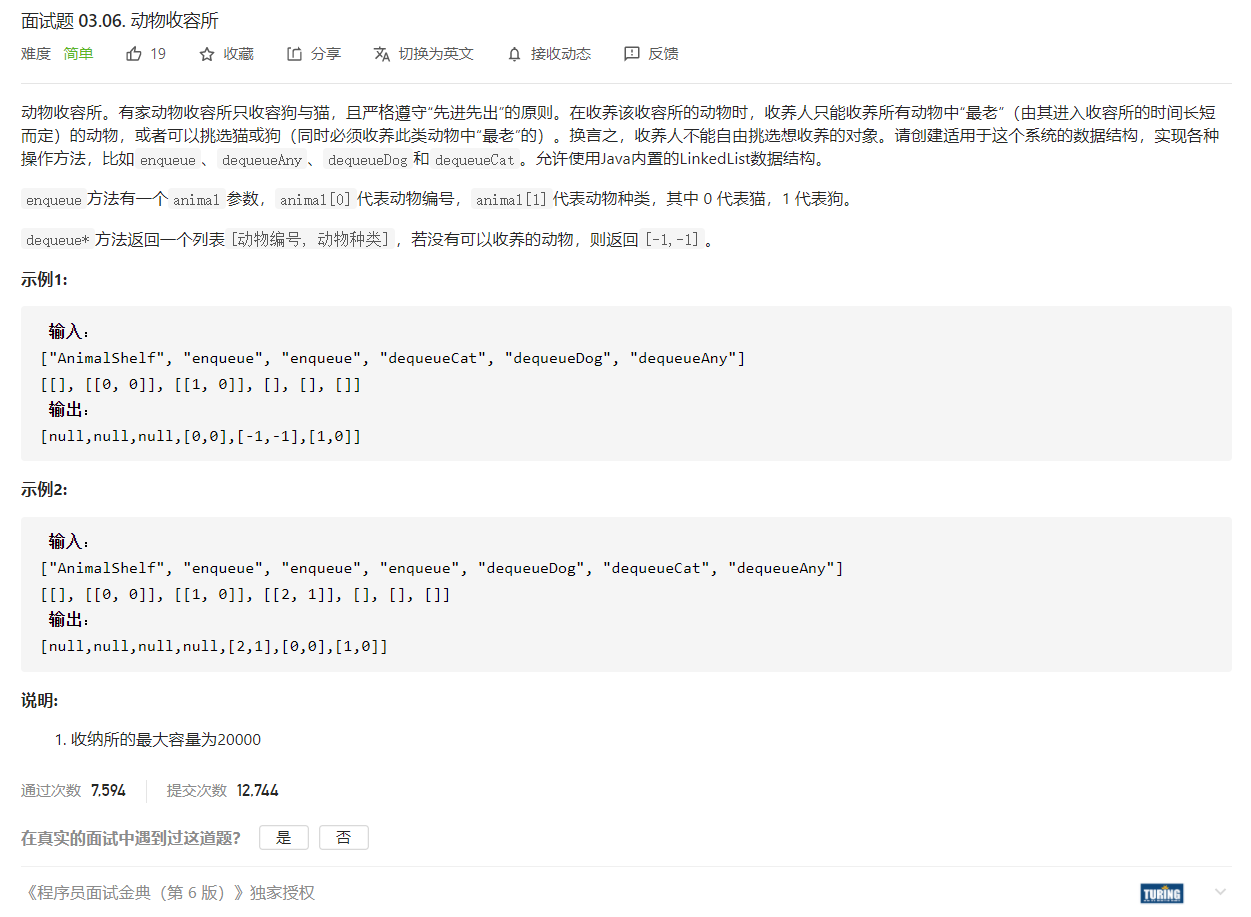 面试题 03.06. 动物收容所
难度 简单 19 收藏 分享 切换为英文 接收动态 反馈
动物收容所。有家动物收容所只收容狗与猫，且严格遵守“先进先出”的原则。在收养该收容所的动物时，收养人只能收养所有动物中“最老”（由其进入收容所的时间长短
而定）的动物，或者可以挑选猫或狗（同时必须收养此类动物中“最老”的）。换言之，收养人不能自由挑选想收养的对象。请创建适用于这个系统的数据结构，实现各种
操作方法，比如 enqueue 、 dequeueAny 、 dequeueDog 和 dequeueCat 。允许使用Java内置的LinkedList数据结构。
enqueue 方法有一个 animal 参数， animal[0] 代表动物编号， animal[1] 代表动物种类，其中 0 代表猫，1 代表狗。
dequeue* 方法返回一个列表 [动物编号, 动物种类] ，若没有可以收养的动物，则返回 [-1,-1] 。
示例1:
输入：
["AnimalShelf", "enqueue", "enqueue", "dequeueCat", "dequeueDog", "dequeueAny"]
[[], [[0, 0]], [[1, 0]], [], [], []]
输出：
[null,null,null,[0,0],[-1,-1],[1,0]]
示例2:
输入：
["AnimalShelf", "enqueue", "enqueue", "enqueue", "dequeueDog", "dequeueCat", "dequeueAny"]
[[], [[0, 0]], [[1, 0]], [[2, 1]], [], [], []]
输出：
[null,null,null,null,[2,1],[0,0],[1,0]]
说明:
1. 收纳所的最大容量为20000
通过次数 7,594 提交次数 12,744
在真实的面试中遇到过这道题？ 是 否
《程序员面试金典（第 6 版）》独家授权 TURING